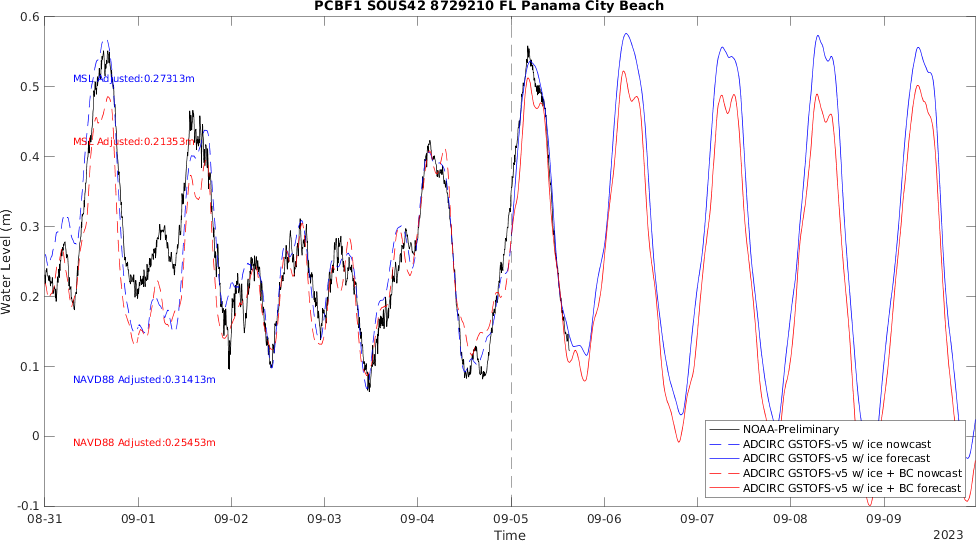 PCBF1 SOUS42 8729210 FL Panama City Beach
0.6
0.5
0.4
0.3
0.2
0.1
0
-0.1
Water Level (m)
MSL Adjusted:0.27313m
MSL Adjusted:0.21353m
NAVD88 Adjusted:0.31413m
NAVD88 Adjusted:0.25453m
NOAA-Preliminary
ADCIRC GSTOFS-v5 w/ ice nowcast
ADCIRC GSTOFS-v5 w/ ice forecast
ADCIRC GSTOFS-v5 w/ ice + BC nowcast
ADCIRC GSTOFS-v5 w/ ice + BC forecast
08-31 09-01 09-02 09-03 09-04 09-05 09-06 09-07 09-08 09-09
Time
2023